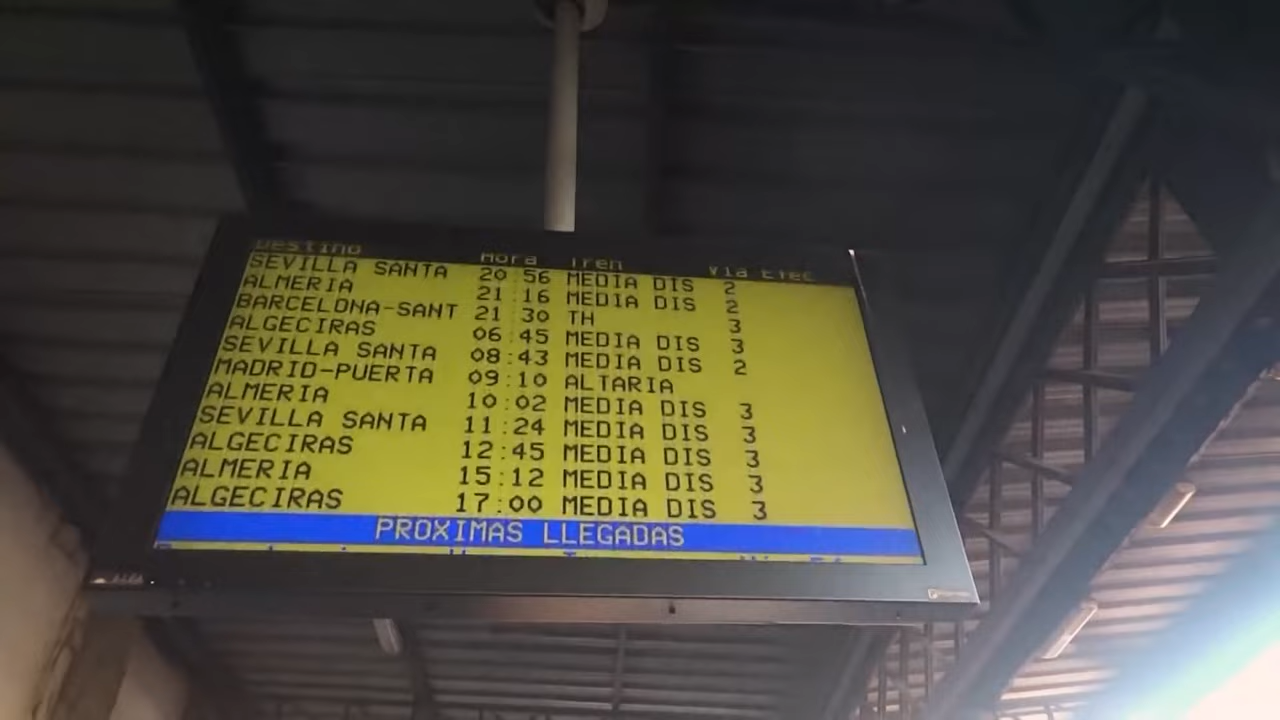 Destino Hora Tren Via Efec
SEVILLA SANTA 20:56 MEDIA DIS 2
ALMERIA 21:16 MEDIA DIS 2
BARCELONA-SANT 21:30 TH 3
ALGECIRAS 06:45 MEDIA DIS 3
SEVILLA SANTA 08:43 MEDIA DIS 2
MADRID-PUERTA 09:10 ALTARIA
ALMERIA 10:02 MEDIA DIS 3
SEVILLA SANTA 11:24 MEDIA DIS 3
ALGECIRAS 12:45 MEDIA DIS 3
ALMERIA 15:12 MEDIA DIS 3
ALGECIRAS 17:00 MEDIA DIS 3
PROXIMAS LLEGADAS